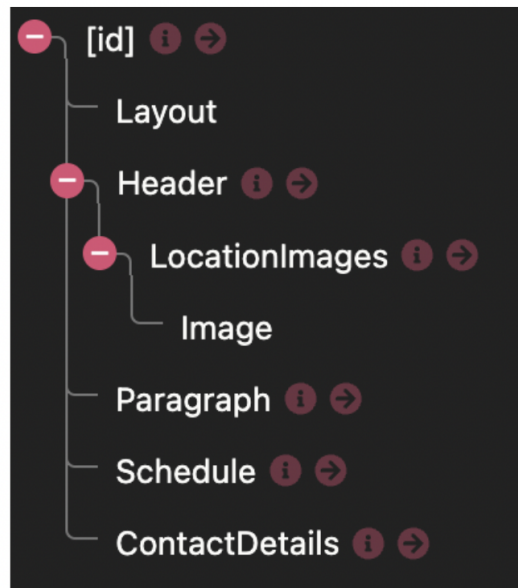 [id]
Layout
Header
LocationImages
Image
Paragraph
Schedule
ContactDetails